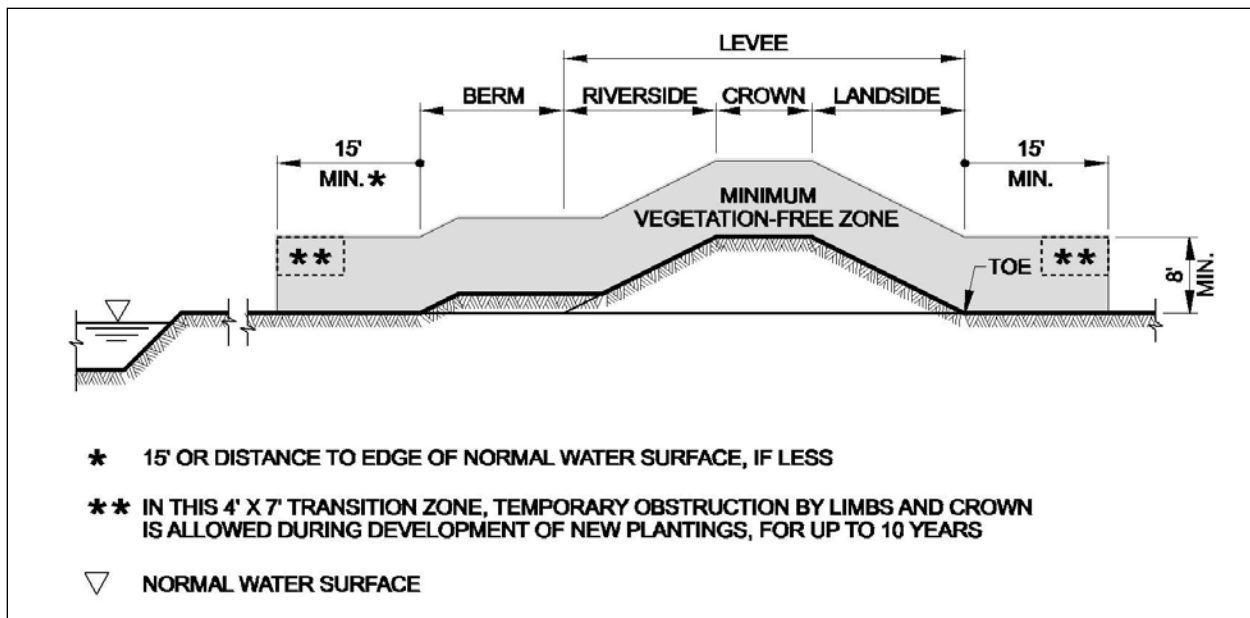 LEVEE
BERM
RIVERSIDE
CROWN
LANDSIDE
15'
MIN. *
15'
MIN.
MINIMUM
VEGETATION-FREE ZONE
**
**
TOE
8'
MIN.
* 15' OR DISTANCE TO EDGE OF NORMAL WATER SURFACE, IF LESS
** IN THIS 4' X 7' TRANSITION ZONE, TEMPORARY OBSTRUCTION BY LIMBS AND CROWN
IS ALLOWED DURING DEVELOPMENT OF NEW PLANTINGS, FOR UP TO 10 YEARS
NORMAL WATER SURFACE